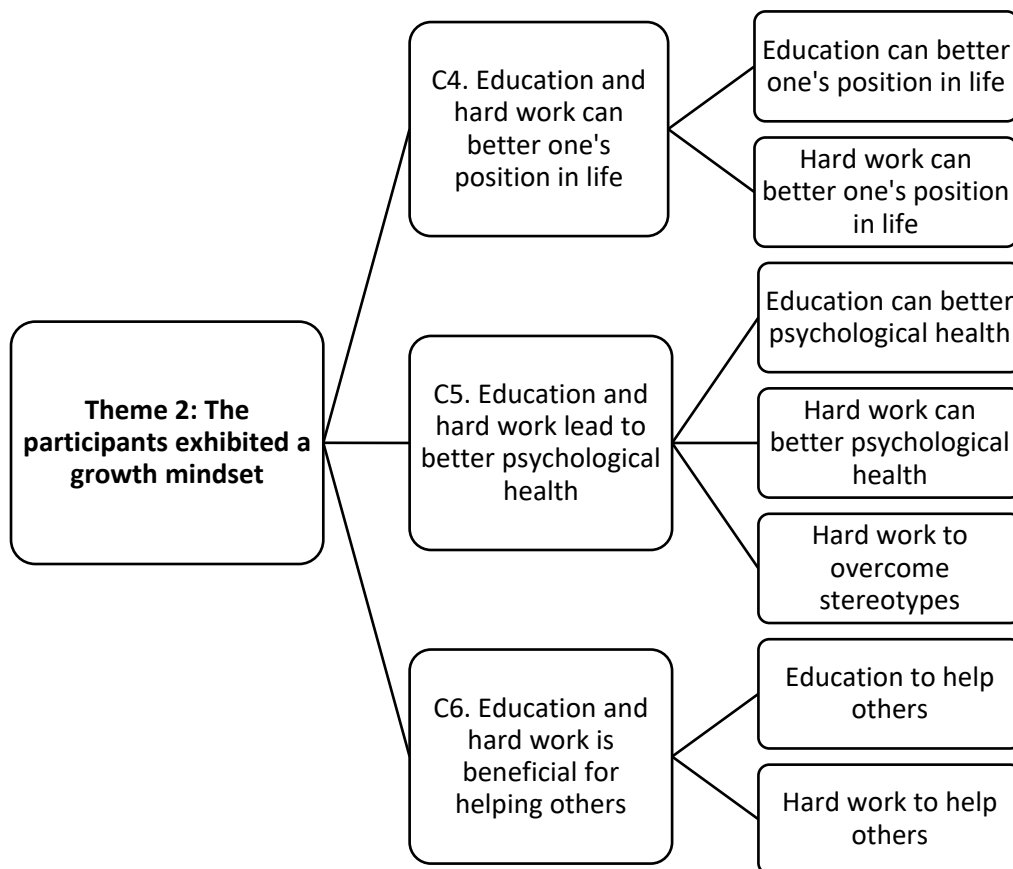 Theme 2: The
participants exhibited a
growth mindset
C4. Education and
hard work can
better one's
position in life
Education can better
one's position in life
Hard work can
better one's position
in life
C5. Education and
hard work lead to
better psychological
health
Education can better
psychological health
Hard work can
better psychological
health
Hard work to
overcome
stereotypes
C6. Education and
hard work is
beneficial for
helping others
Education to help
others
Hard work to help
others